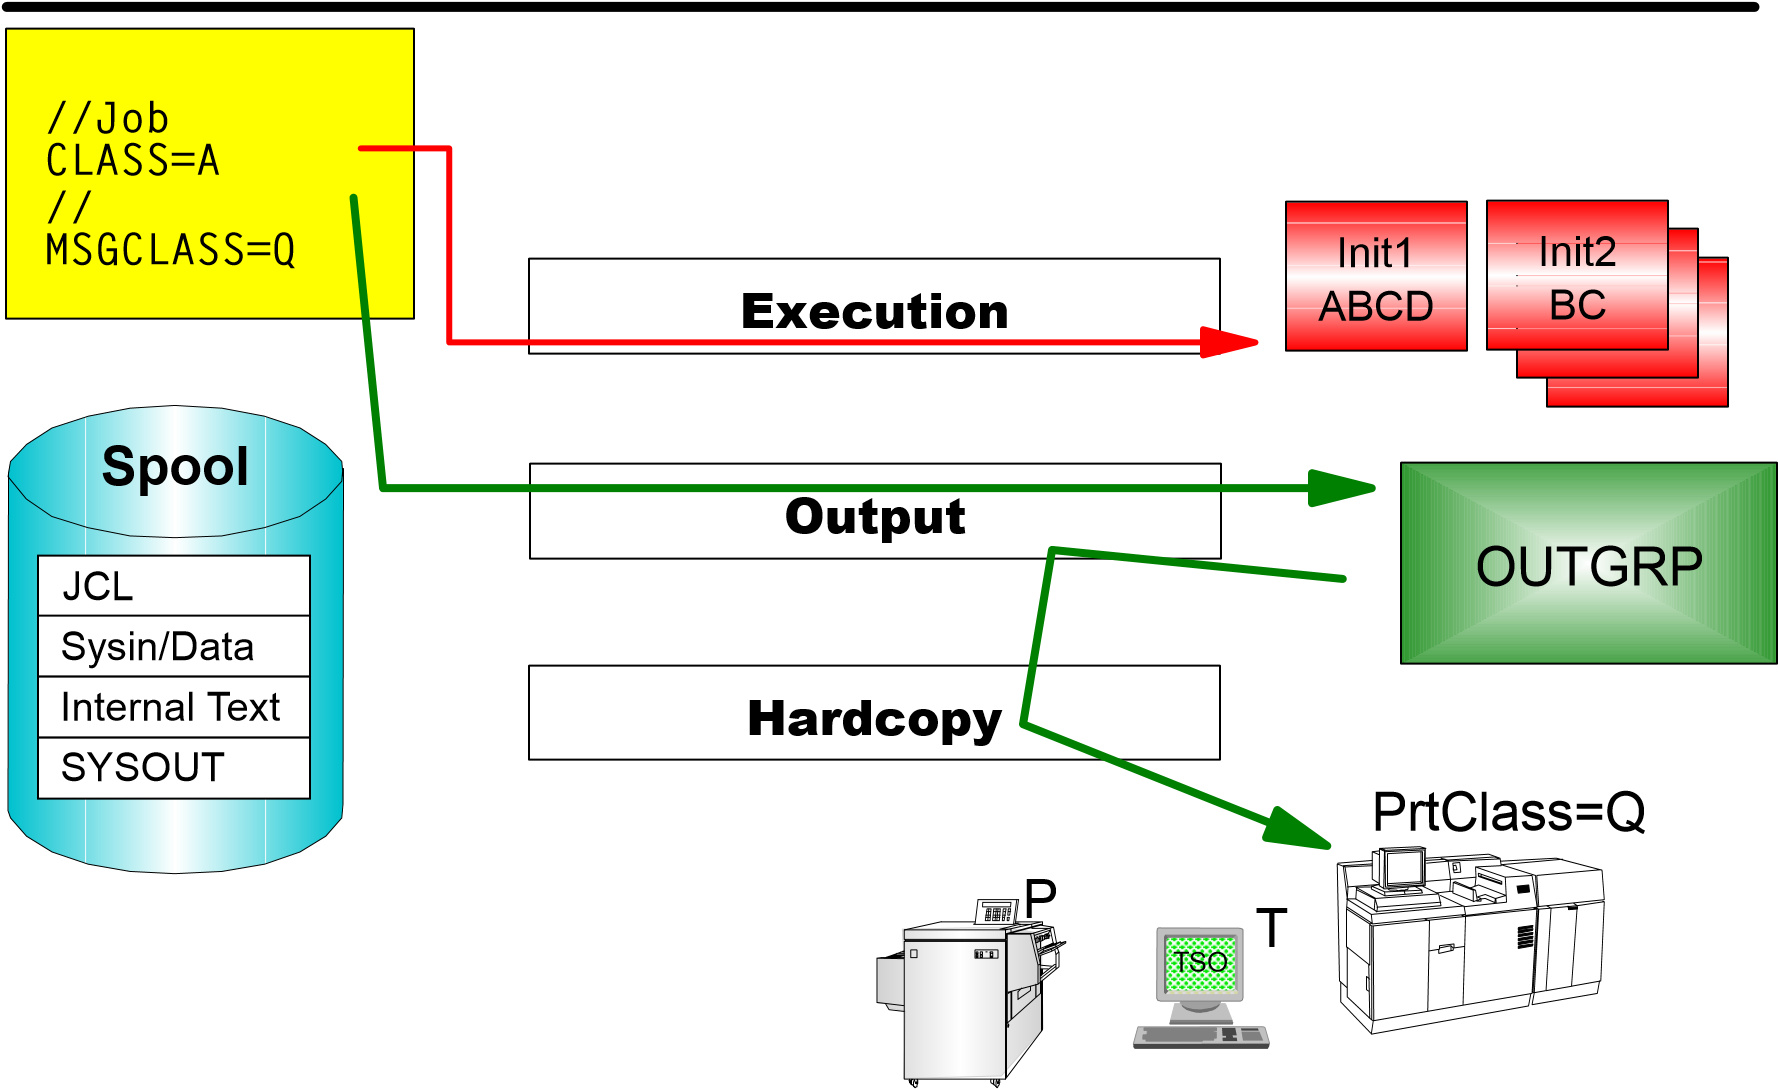 //Job
CLASS=A
//
MSGCLASS=Q
Execution
Init1
ABCD
Init2
BC
Spool
JCL
Sysin/Data
Internal Text
SYSOUT
Output
OUTGRP
Hardcopy
PrtClass=Q
P
T
TSO